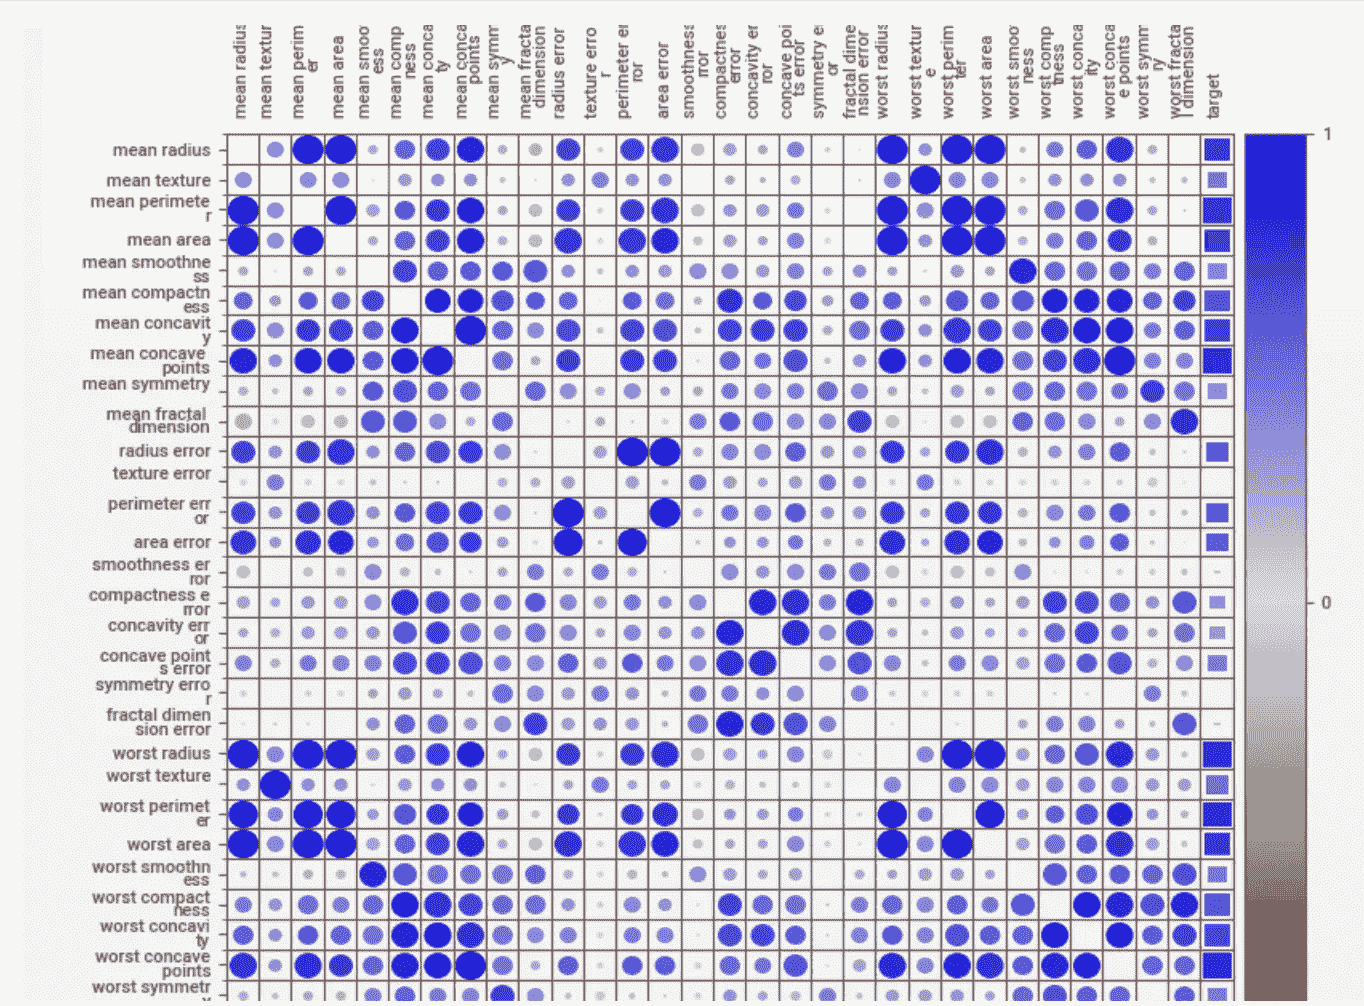 mean radius
mean textur
mean perim
er
mean area
mean smoo
ess
mean comp
ness
mean conca
ty
mean conca
points
mean symm
y
mean fracta
dimension
radius error
texture erro
r
perimeter er
ror
area error
smoothness
rror
compactnes
error
concavity er
ror
concave poi
ts error
symmetry e
or
fractal dime
nsion error
worst radius
worst textur
e
worst perim
ter
worst area
worst smoo
ness
worst comp
tness
worst conca
ity
worst conca
e points
worst symm
ry
worst fracta
l dimension
target
mean radius
mean texture
mean perimete
r
mean area
mean smoothne
ss
mean compactn
ess
mean concavit
y
mean concave
points
mean symmetry
mean fractal
dimension
radius error
texture error
perimeter err
or
area error
smoothness er
ror
compactness e
rror
concavity err
or
concave point
s error
symmetry erro
r
fractal dimen
sion error
worst radius
worst texture
worst perimet
er
worst area
worst smoothn
ess
worst compact
ness
worst concavi
ty
worst concave
points
worst symmetr
y
1
0